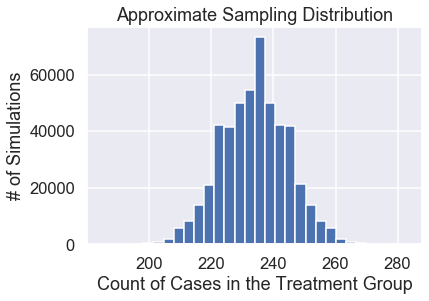 Approximate Sampling Distribution
# of Simulations
60000
40000
20000
0
200 220 240 260 280
Count of Cases in the Treatment Group